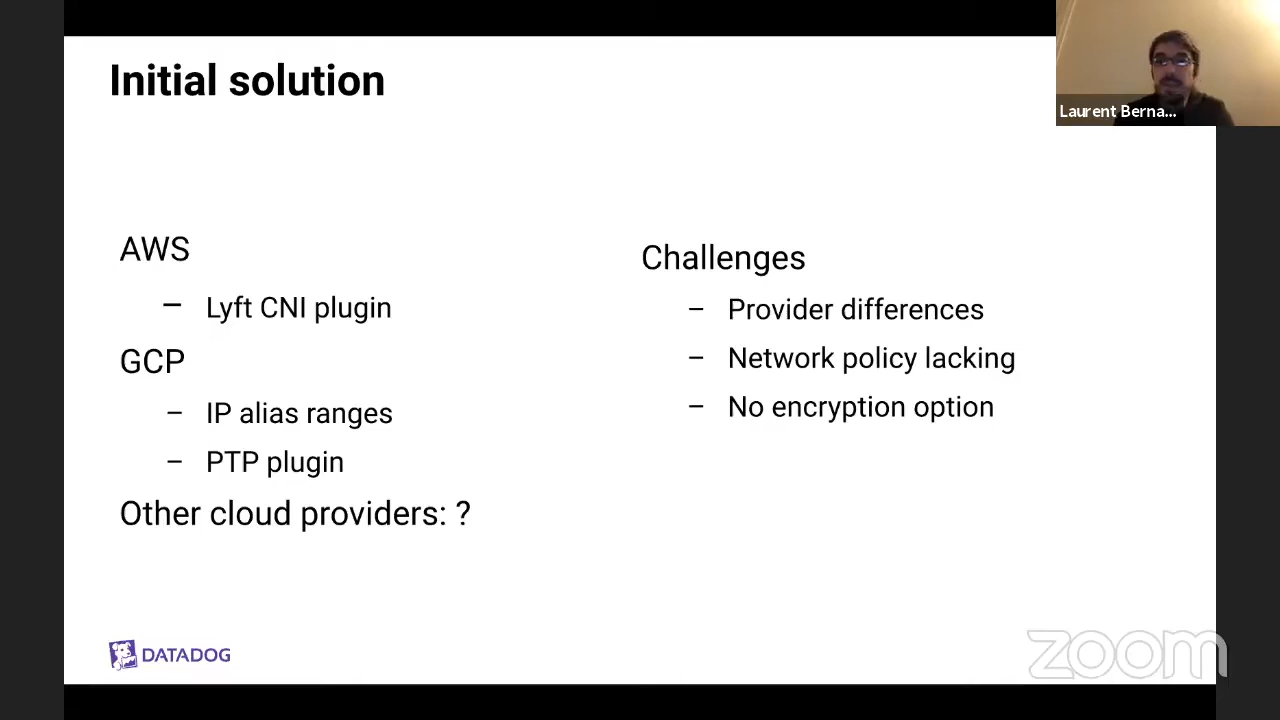 Initial solution
Laurent Berna...
AWS
– Lyft CNI plugin
GCP
– IP alias ranges
– PTP plugin
Other cloud providers: ?
Challenges
– Provider differences
– Network policy lacking
– No encryption option
DATADOG
zoom